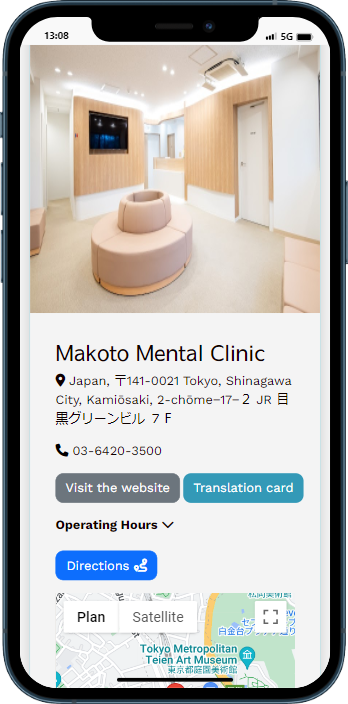 13:08 5G
Makoto Mental Clinic
Japan, 〒141-0021 Tokyo, Shinagawa
City, Kamiōsaki, 2-chōme−17−２ JR 目
黒グリーンビル ７Ｆ
03-6420-3500
Visit the website Translation card
Operating Hours
Directions
Plan Satellite
Tokyo Metropolitan
Teien Art Museum
東京都庭園美術館